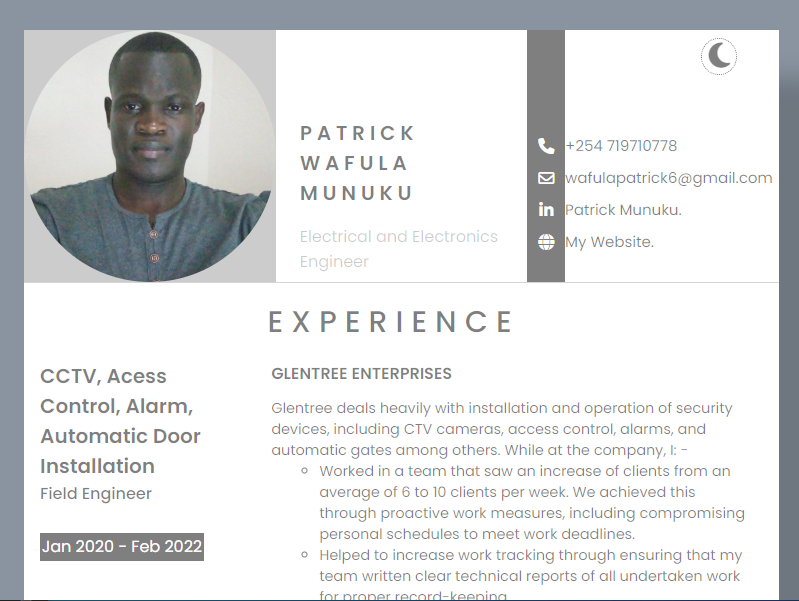 PATRICK
WAFULA
MUNUKU
Electrical and Electronics
Engineer
+254 719710778
wafulapatrick6@gmail.com
Patrick Munuku.
My Website.
EXPERIENCE
CCTV, Acess
Control, Alarm,
Automatic Door
Installation
Field Engineer
Jan 2020 - Feb 2022
GLENTREE ENTERPRISES
Glentree deals heavily with installation and operation of security
devices, including CTV cameras, access control, alarms, and
automatic gates among others. While at the company, I: -
Worked in a team that saw an increase of clients from an
average of 6 to 10 clients per week. We achieved this
through proactive work measures, including compromising
personal schedules to meet work deadlines.
Helped to increase work tracking through ensuring that my
team written clear technical reports of all undertaken work
for proper record-keeping